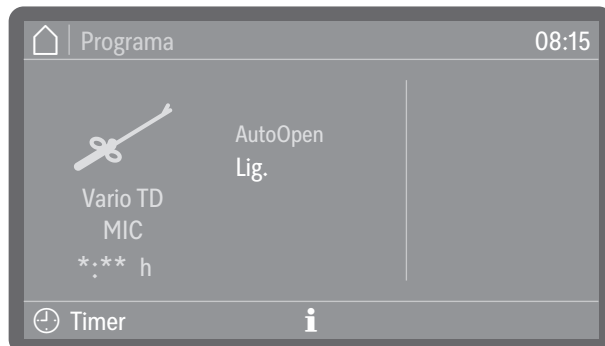 Programa
08:15
AutoOpen
Lig.
Vario TD
MIC
*:** h
Timer
i